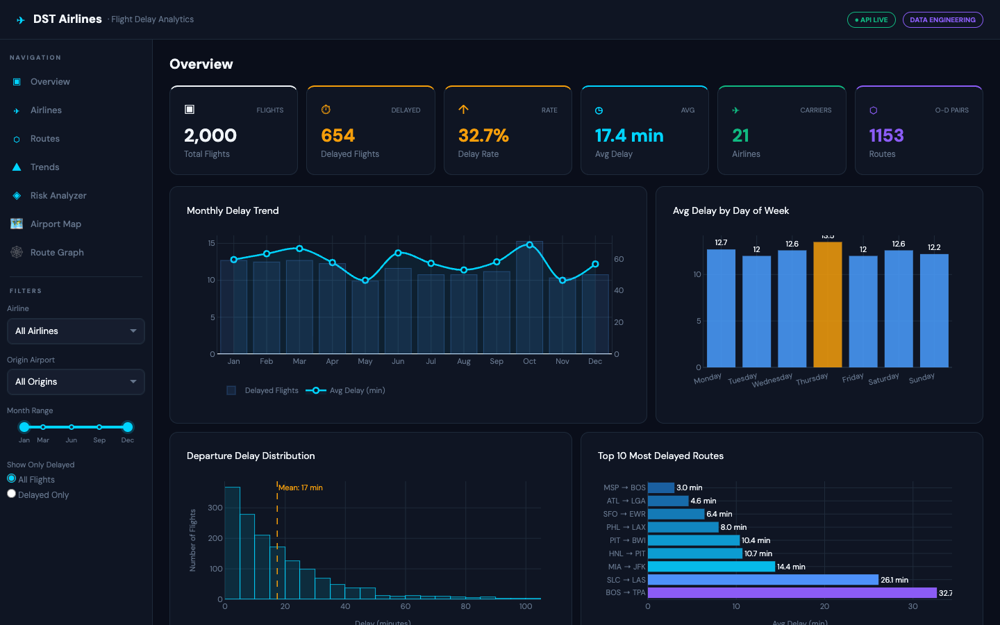 DST Airlines · Flight Delay Analytics
● API LIVE
DATA ENGINEERING
NAVIGATION
Overview
Airlines
Routes
Trends
Risk Analyzer
Airport Map
Route Graph
FILTERS
Airline
All Airlines
Origin Airport
All Origins
Month Range
Jan Mar Jun Sep Dec
Show Only Delayed
All Flights
Delayed Only
Overview
FLIGHTS
2,000
Total Flights
DELAYED
654
Delayed Flights
RATE
32.7%
Delay Rate
AVG
17.4 min
Avg Delay
CARRIERS
21
Airlines
O-D PAIRS
1153
Routes
Monthly Delay Trend
15
10
5
0
60
40
20
0
Jan Feb Mar Apr May Jun Jul Aug Sep Oct Nov Dec
Delayed Flights
Avg Delay (min)
Avg Delay by Day of Week
12.7 12 12.6 13.5 12 12.6 12.2
10
5
0
Monday Tuesday Wednesday Thursday Friday Saturday Sunday
Departure Delay Distribution
Mean: 17 min
Number of Flights
300
200
100
0
0 20 40 60 80 100
Delay (minutes)
Top 10 Most Delayed Routes
MSP → BOS 3.0 min
ATL → LGA 4.6 min
SFO → EWR 6.4 min
PHL → LAX 8.0 min
PIT → BWI 10.4 min
HNL → PIT 10.7 min
MIA → JFK 14.4 min
SLC → LAS 26.1 min
BOS → TPA 32.7
0 10 20 30
Avg Delay (min)